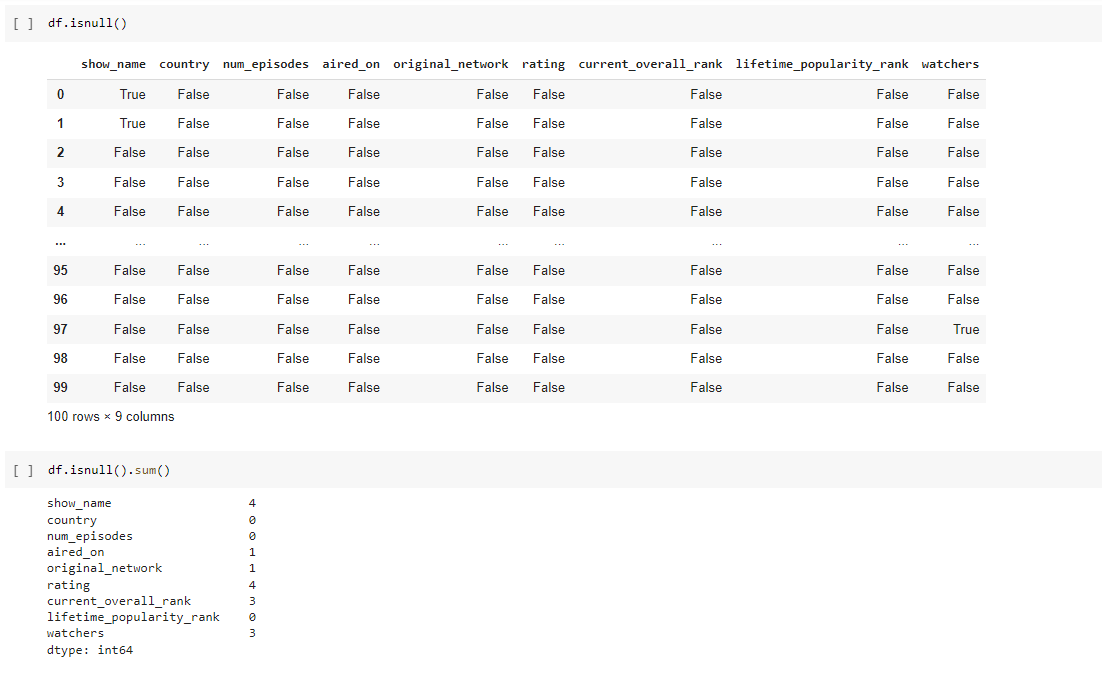 [ ] df.isnull()
show_name country num_episodes aired_on original_network rating current_overall_rank lifetime_popularity_rank watchers
0 True False False False False False False False False
1 True False False False False False False False False
2 False False False False False False False False False
3 False False False False False False False False False
4 False False False False False False False False False
... ... ... ... ... ... ... ... ... ...
95 False False False False False False False False False
96 False False False False False False False False False
97 False False False False False False False False True
98 False False False False False False False False False
99 False False False False False False False False False
100 rows × 9 columns
[ ] df.isnull().sum()
show_name 4
country 0
num_episodes 0
aired_on 1
original_network 1
rating 4
current_overall_rank 3
lifetime_popularity_rank 0
watchers 3
dtype: int64